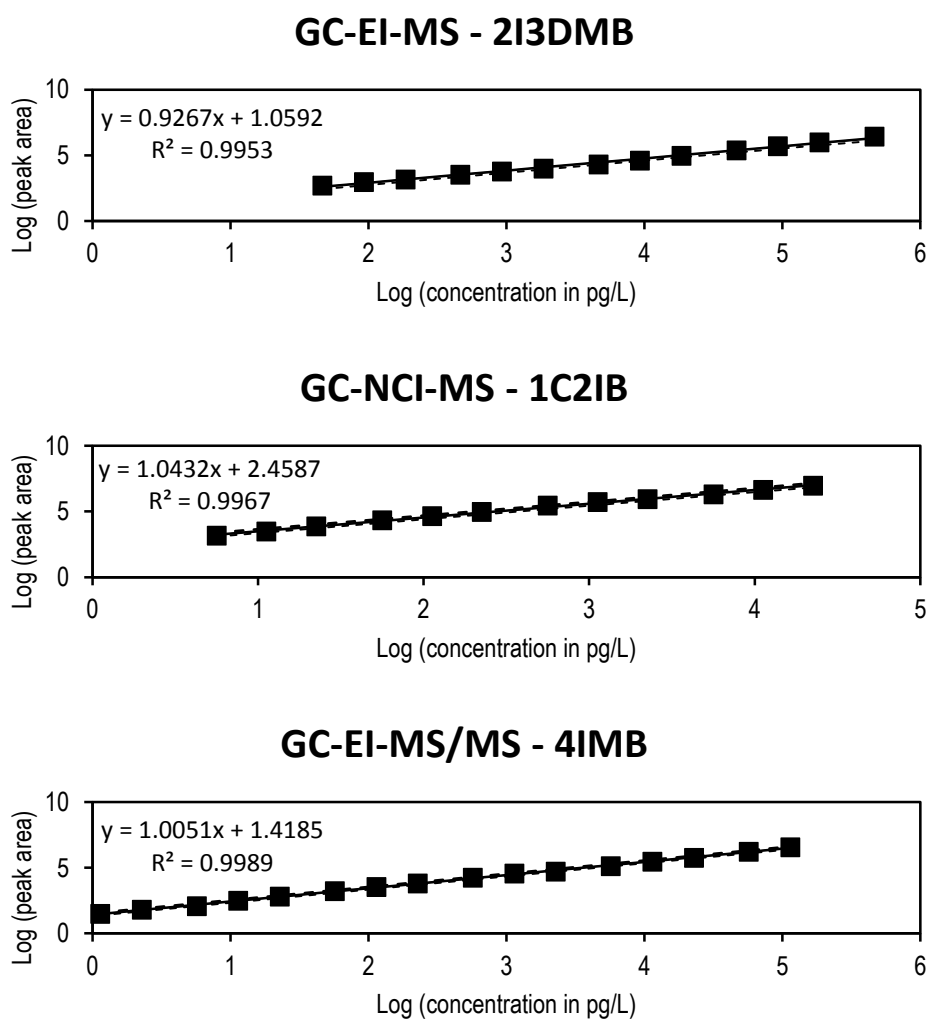 GC-EI-MS - 2I3DMB
10
y = 0.9267x + 1.0592
R² = 0.9953
5
0
Log (peak area)
0 1 2 3 4 5 6
Log (concentration in pg/L)
GC-NCI-MS - 1C2IB
10
y = 1.0432x + 2.4587
R² = 0.9967
5
0
Log (peak area)
0 1 2 3 4 5
Log (concentration in pg/L)
GC-EI-MS/MS - 4IMB
10
y = 1.0051x + 1.4185
R² = 0.9989
5
0
Log (peak area)
0 1 2 3 4 5 6
Log (concentration in pg/L)